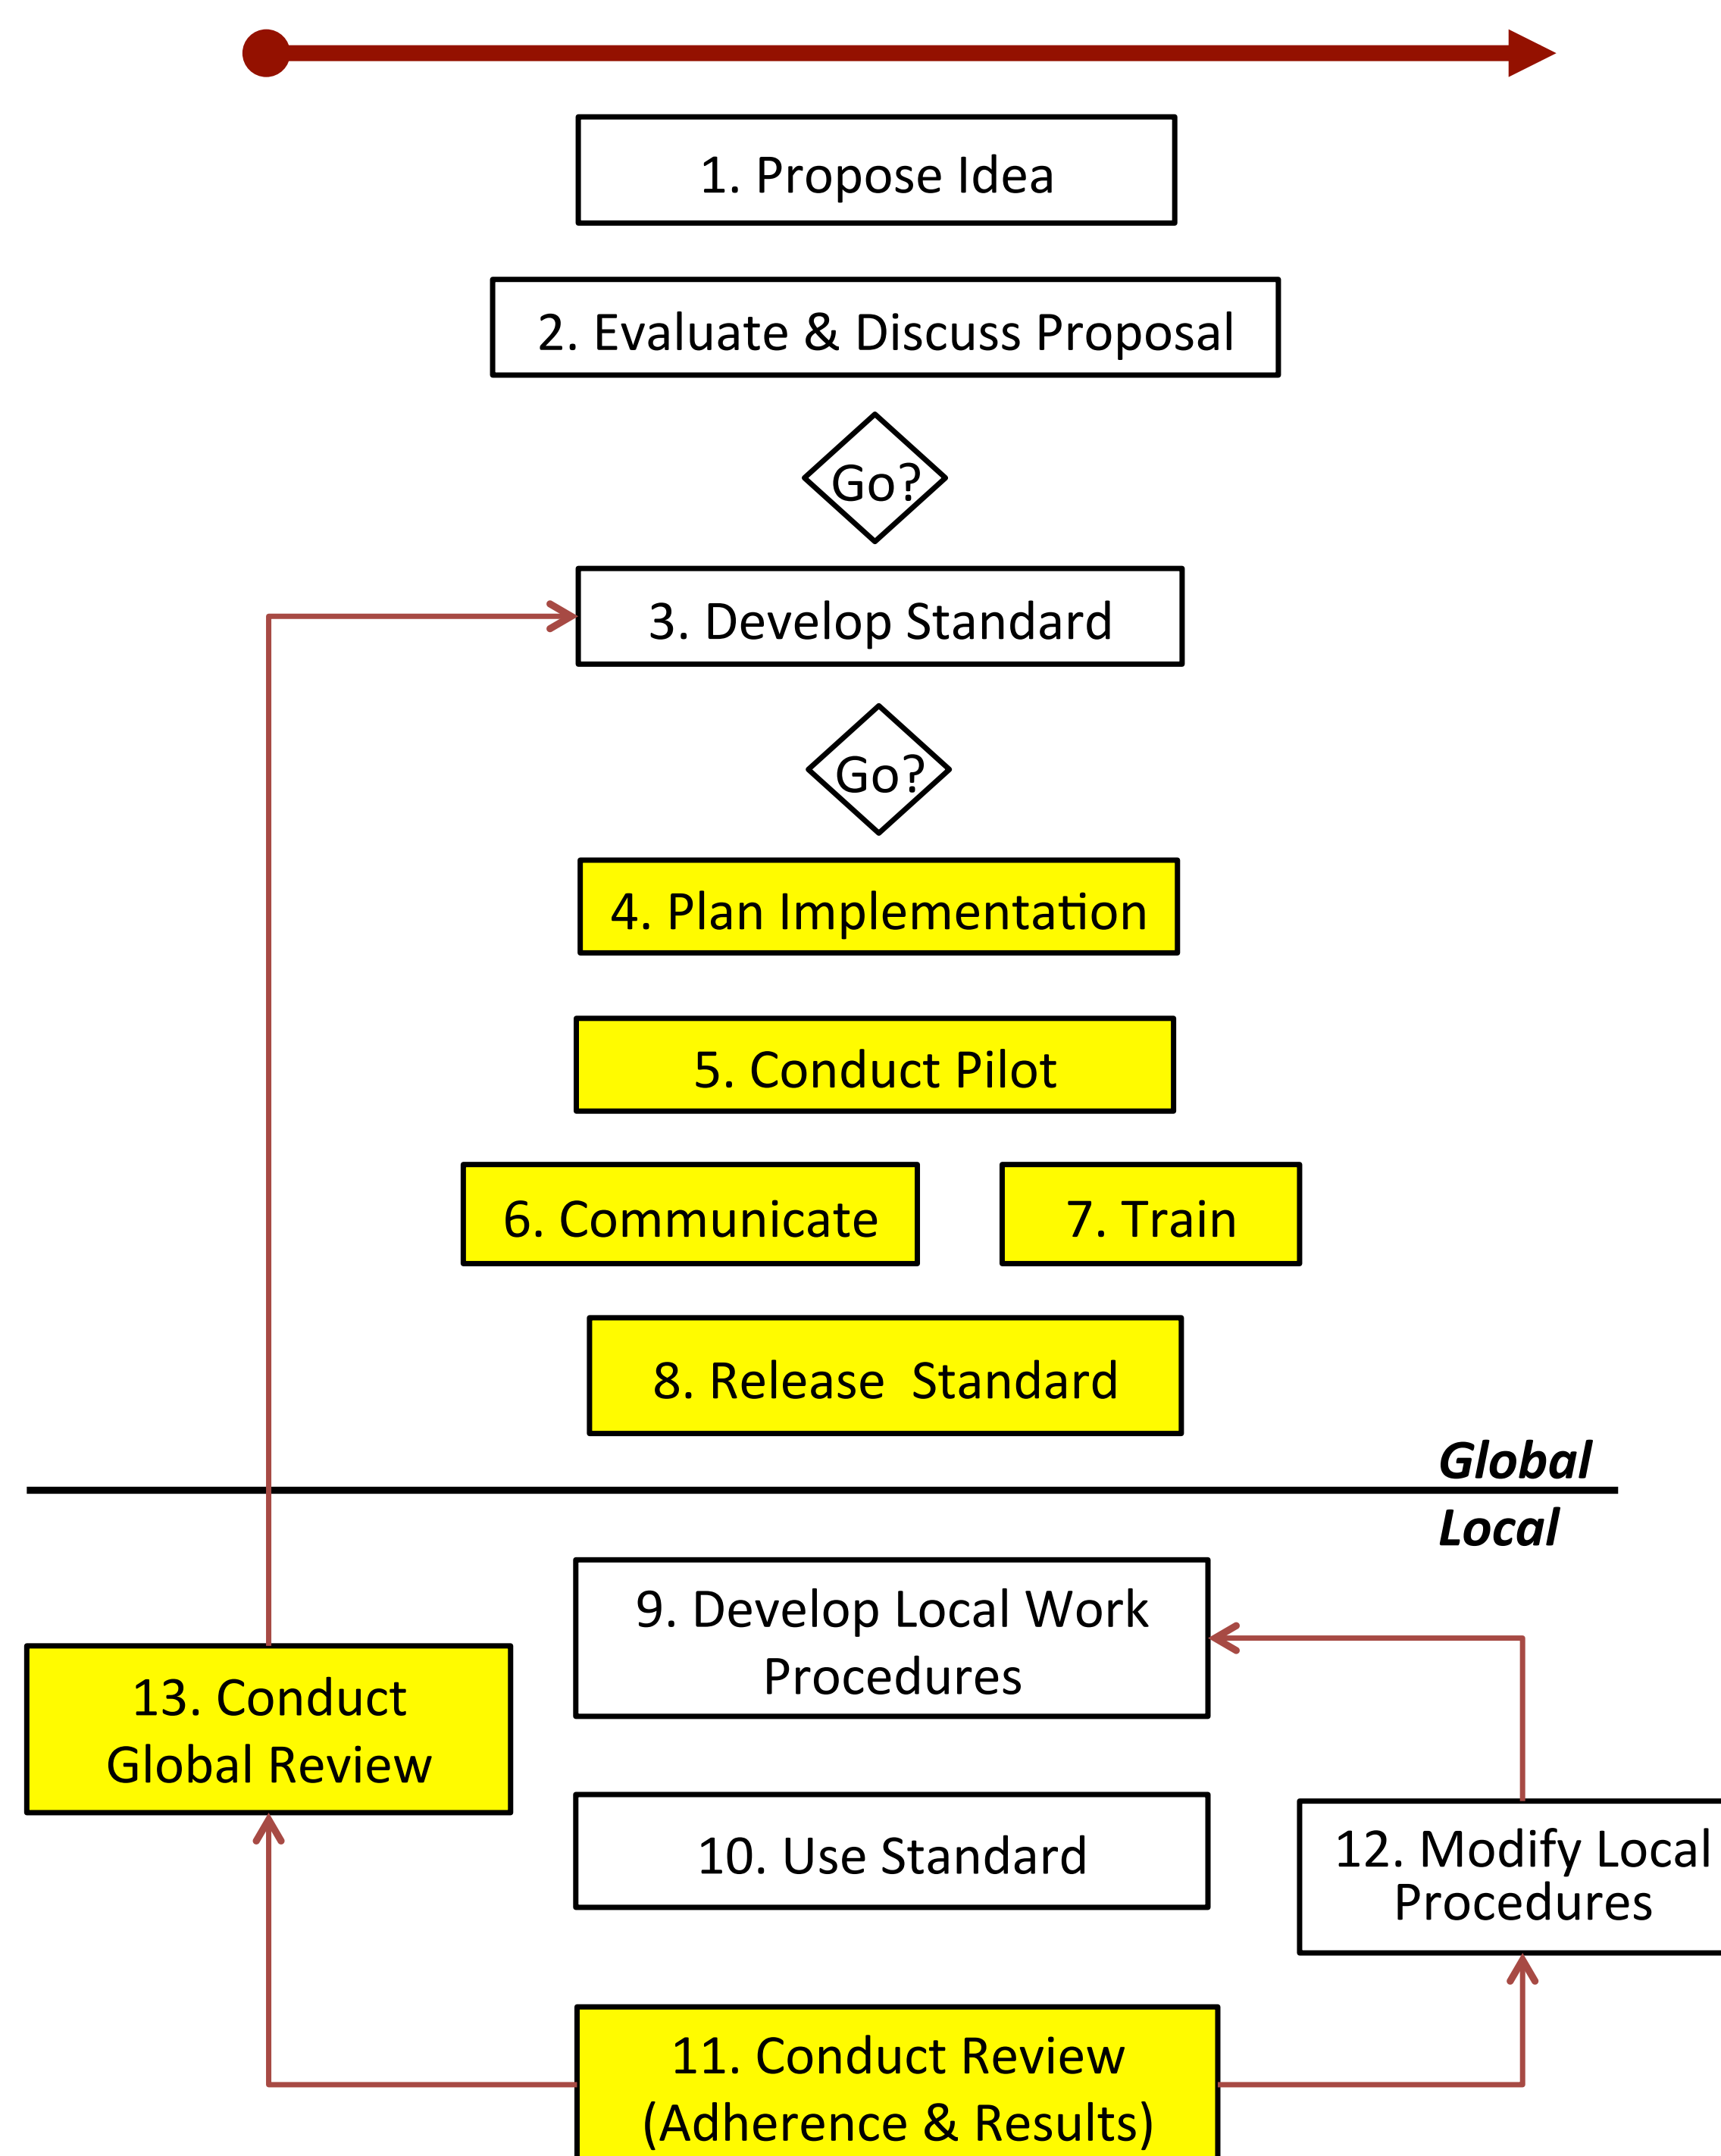 1. Propose Idea
2. Evaluate & Discuss Proposal
Go?
3. Develop Standard
Go?
4. Plan Implementation
5. Conduct Pilot
6. Communicate
7. Train
8. Release  Standard
Global
Local
9. Develop Local Work
Procedures
13. Conduct
Global Review
10. Use Standard
12. Modify Local
Procedures
11. Conduct Review
(Adherence & Results)